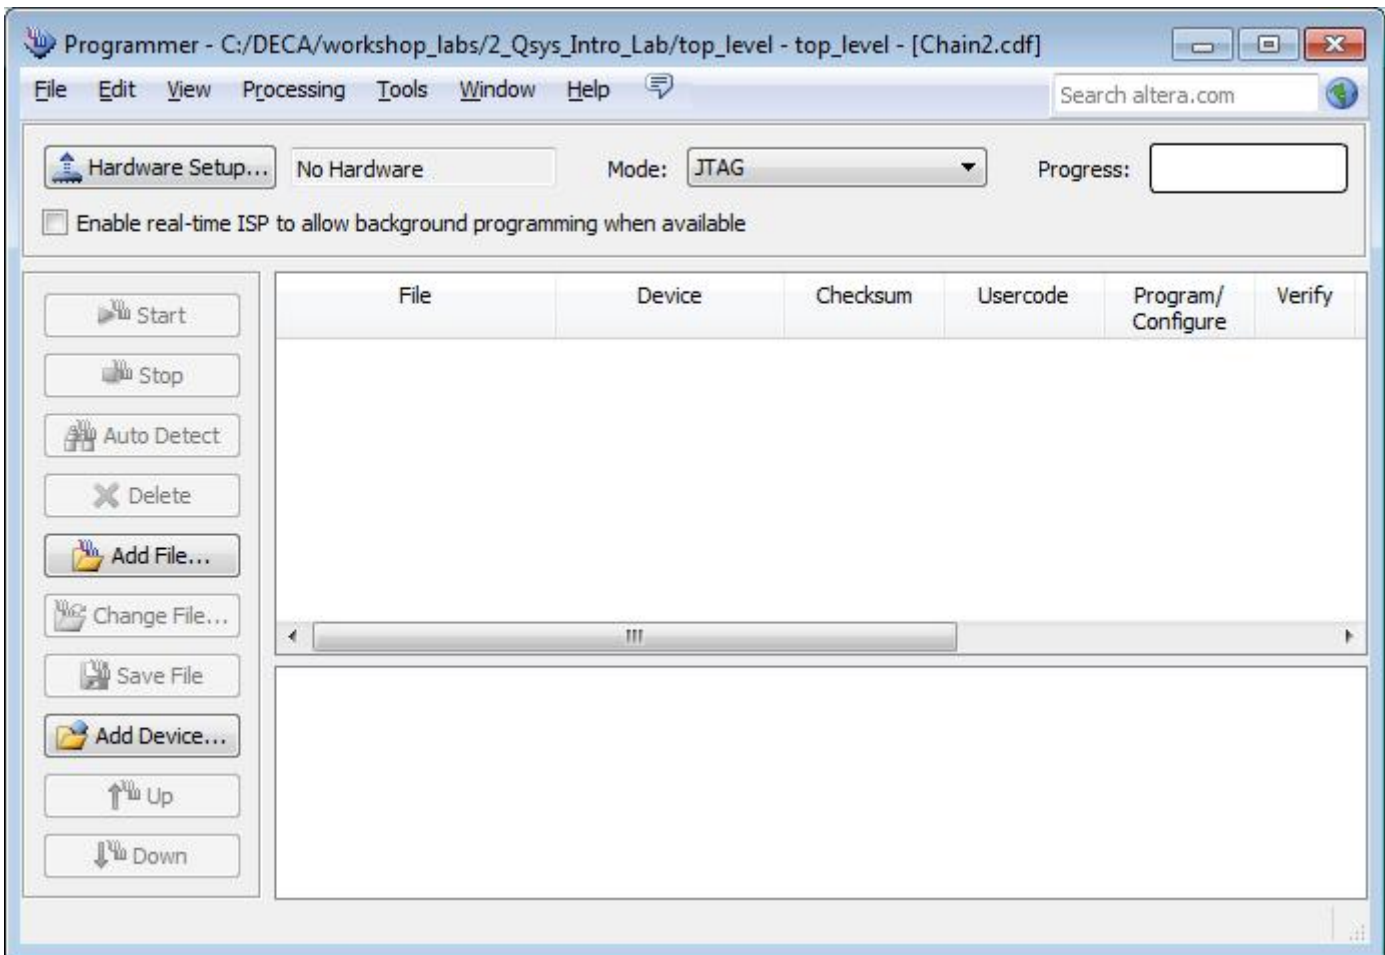 Programmer - C:/DECA/workshop_labs/2_Qsys_Intro_Lab/top_level - top_level - [Chain2.cdf]
File Edit View Processing Tools Window Help Search altera.com
Hardware Setup... No Hardware Mode: JTAG Progress:
Enable real-time ISP to allow background programming when available
File Device Checksum Usercode Program/ Verify
Configure
Start
Stop
Auto Detect
Delete
Add File...
Change File...
Save File
Add Device...
Up
Down